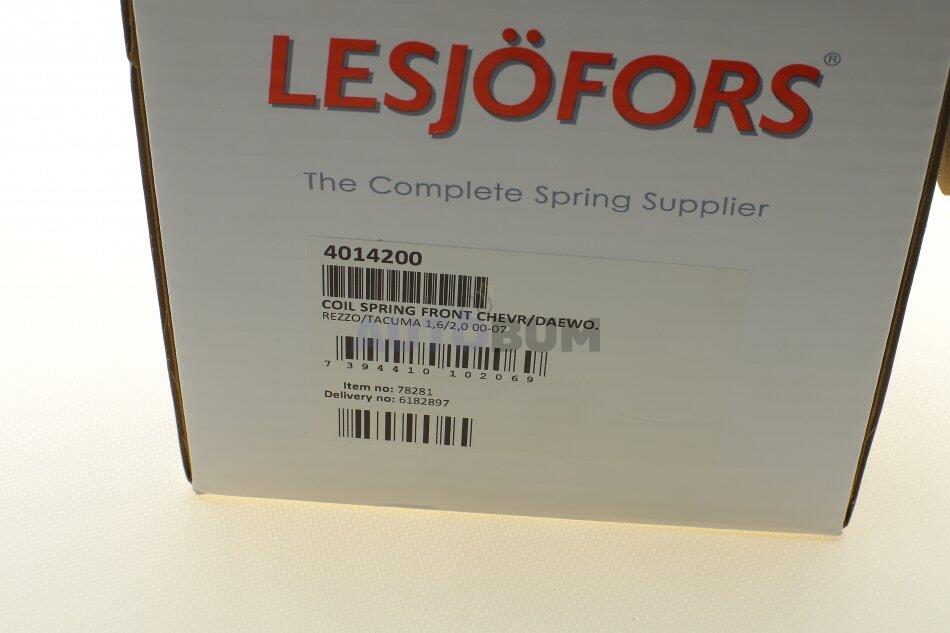 LESJÖFORS®
The Complete Spring Supplier
4014200
COIL SPRING FRONT CHEVR/DAEWO.
REZZO/TACUMA 1,6/2,0 00-07
AUTOBUM
7 394410 102069
Item no: 78281
Delivery no: 6182897